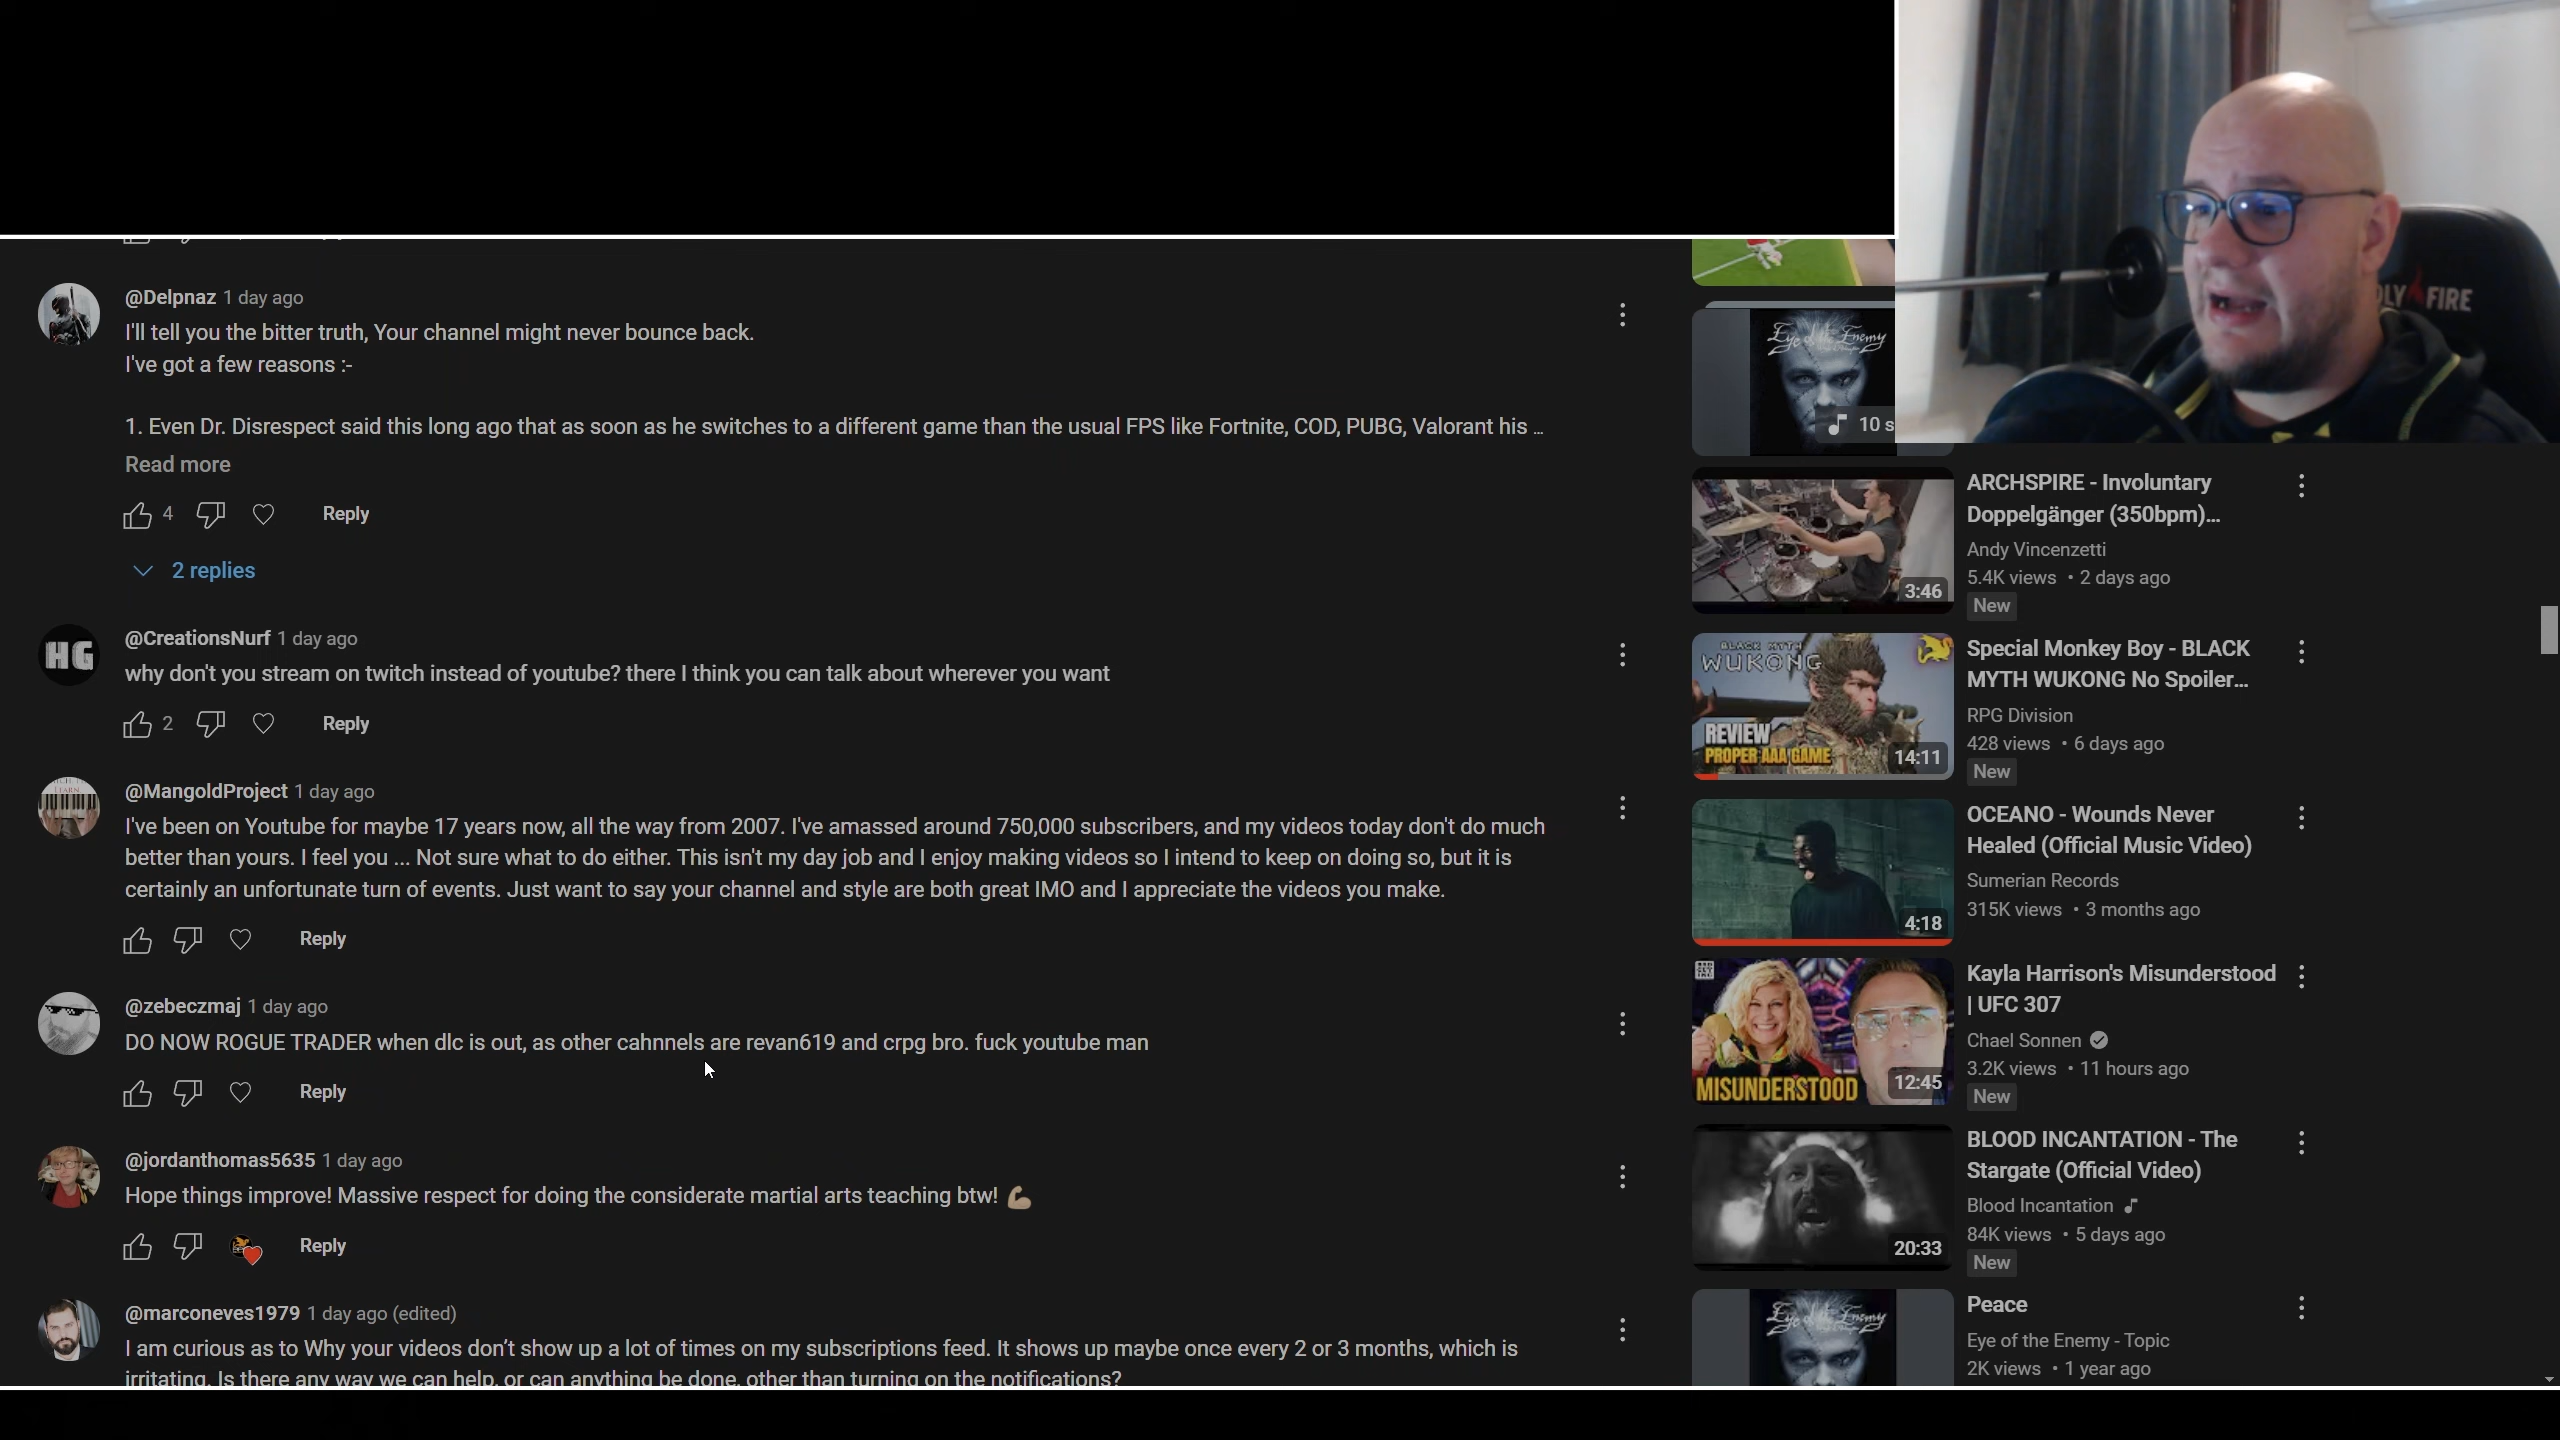 @Delpnaz 1 day ago
I'll tell you the bitter truth, Your channel might never bounce back.
I've got a few reasons :-
1. Even Dr. Disrespect said this long ago that as soon as he switches to a different game than the usual FPS like Fortnite, COD, PUBG, Valorant his ...
Read more
4 Reply
2 replies
HG
@CreationsNurf 1 day ago
why don't you stream on twitch instead of youtube? there I think you can talk about wherever you want
2 Reply
LEARN
@MangoldProject 1 day ago
I've been on Youtube for maybe 17 years now, all the way from 2007. I've amassed around 750,000 subscribers, and my videos today don't do much
better than yours. I feel you ... Not sure what to do either. This isn't my day job and I enjoy making videos so I intend to keep on doing so, but it is
certainly an unfortunate turn of events. Just want to say your channel and style are both great IMO and I appreciate the videos you make.
Reply
@zebeczmaj 1 day ago
DO NOW ROGUE TRADER when dlc is out, as other cahnnels are revan619 and crpg bro. fuck youtube man
Reply
@jordanthomas5635 1 day ago
Hope things improve! Massive respect for doing the considerate martial arts teaching btw! 💪🏽
Reply
@marconeves1979 1 day ago (edited)
I am curious as to Why your videos don't show up a lot of times on my subscriptions feed. It shows up maybe once every 2 or 3 months, which is
irritating. Is there any way we can help, or can anything be done, other than turning on the notifications?
FIRE
Eye of the Enemy
10 s
ARCHSPIRE - Involuntary
Doppelgänger (350bpm)...
Andy Vincenzetti
5.4K views • 2 days ago
New
3:46
BLACK MYTH
WUKONG
REVIEW
PROPER AAA GAME
14:11
Special Monkey Boy - BLACK
MYTH WUKONG No Spoiler...
RPG Division
428 views • 6 days ago
New
OCEANO - Wounds Never
Healed (Official Music Video)
Sumerian Records
315K views • 3 months ago
4:18
Kayla Harrison's Misunderstood
| UFC 307
Chael Sonnen
3.2K views • 11 hours ago
New
MISUNDERSTOOD
12:45
BLOOD INCANTATION - The
Stargate (Official Video)
Blood Incantation
84K views • 5 days ago
New
20:33
Eye of the Enemy
Peace
Eye of the Enemy - Topic
2K views • 1 year ago